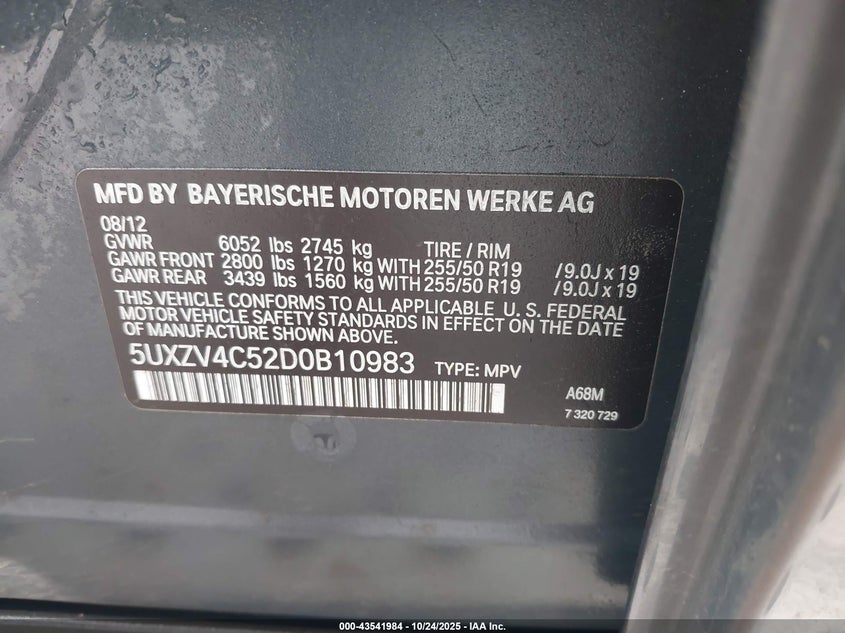 MFD BY BAYERISCHE MOTOREN WERKE AG
08/12
GVWR 6052 lbs 2745 kg TIRE / RIM
GAWR FRONT 2800 lbs 1270 kg WITH 255/50 R19 /9.0J x 19
GAWR REAR 3439 lbs 1560 kg WITH 255/50 R19 /9.0J x 19
THIS VEHICLE CONFORMS TO ALL APPLICABLE U. S. FEDERAL
MOTOR VEHICLE SAFETY STANDARDS IN EFFECT ON THE DATE
OF MANUFACTURE SHOWN ABOVE.
5UXZV4C52D0B10983 TYPE: MPV
A68M
7 320 729
000-43541984 - 10/24/2025 - IAA Inc.